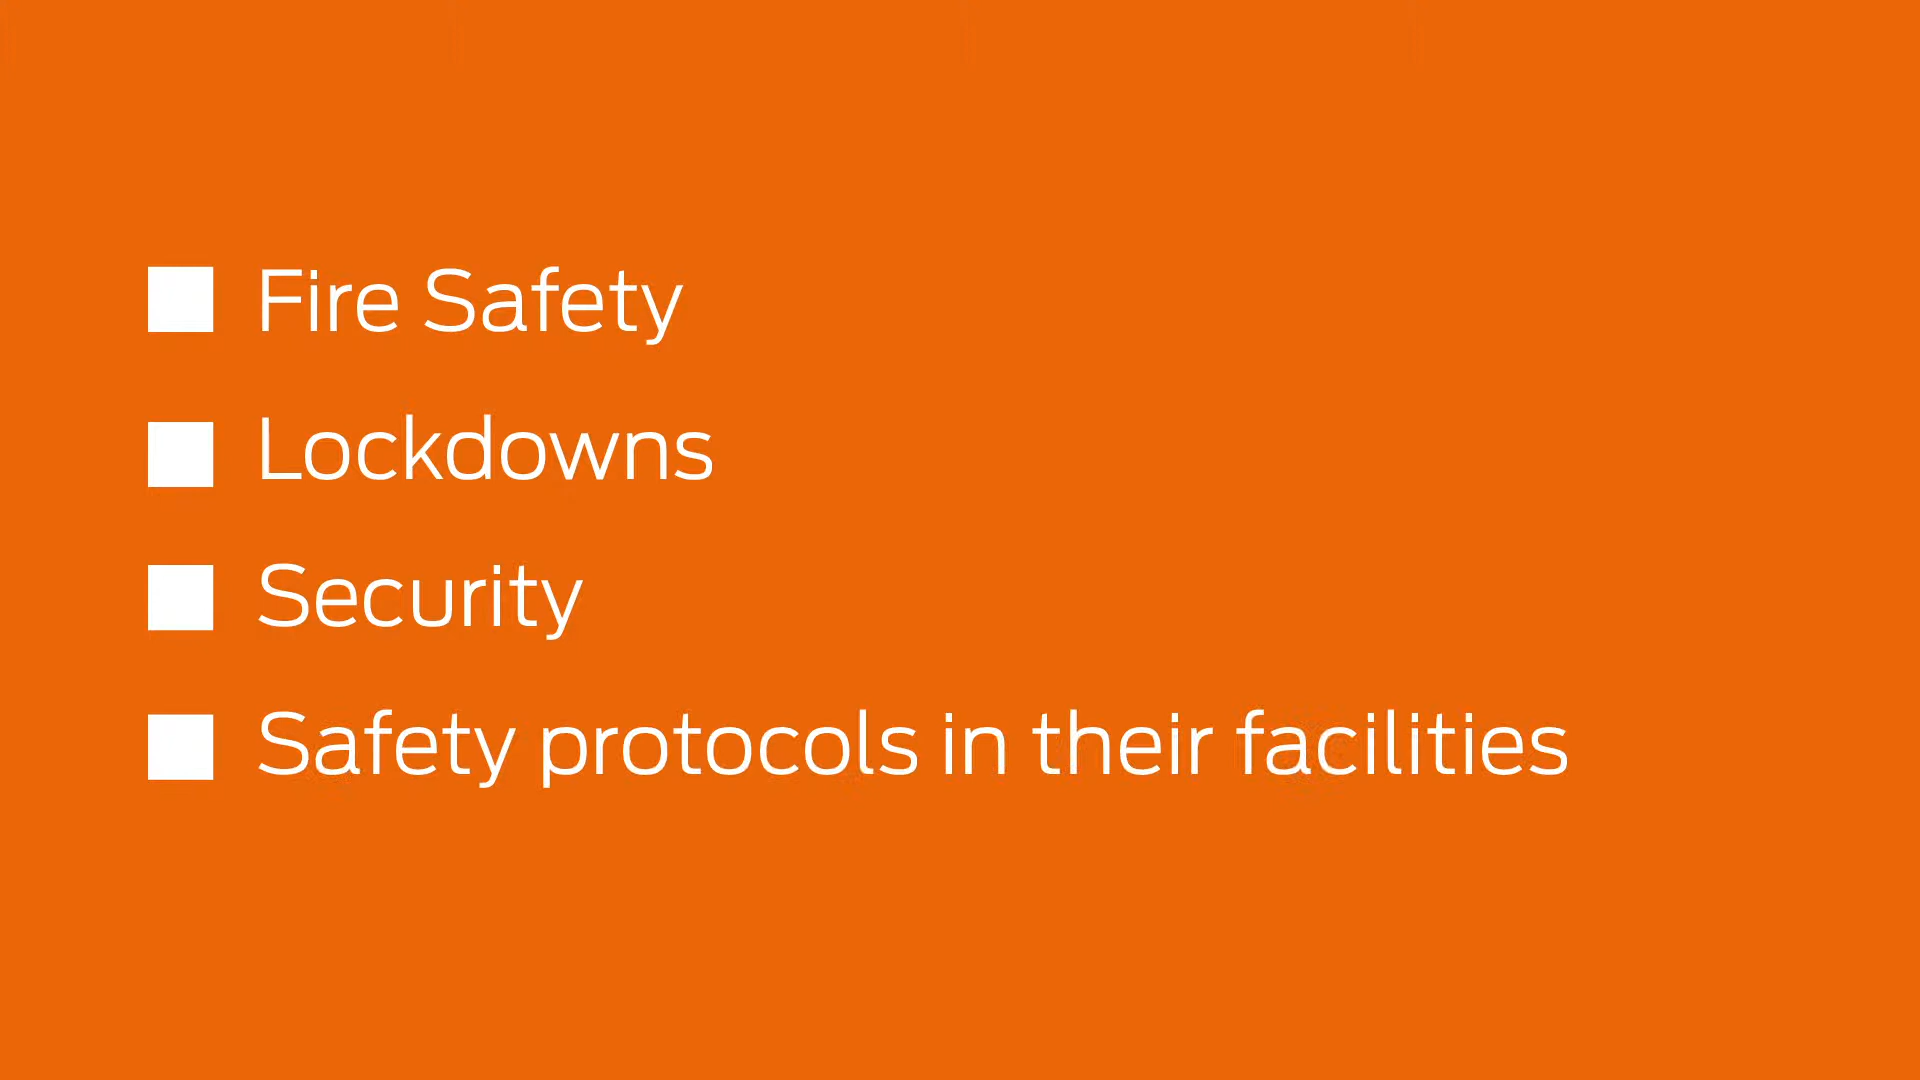 Fire Safety
Lockdowns
Security
Safety protocols in their facilities